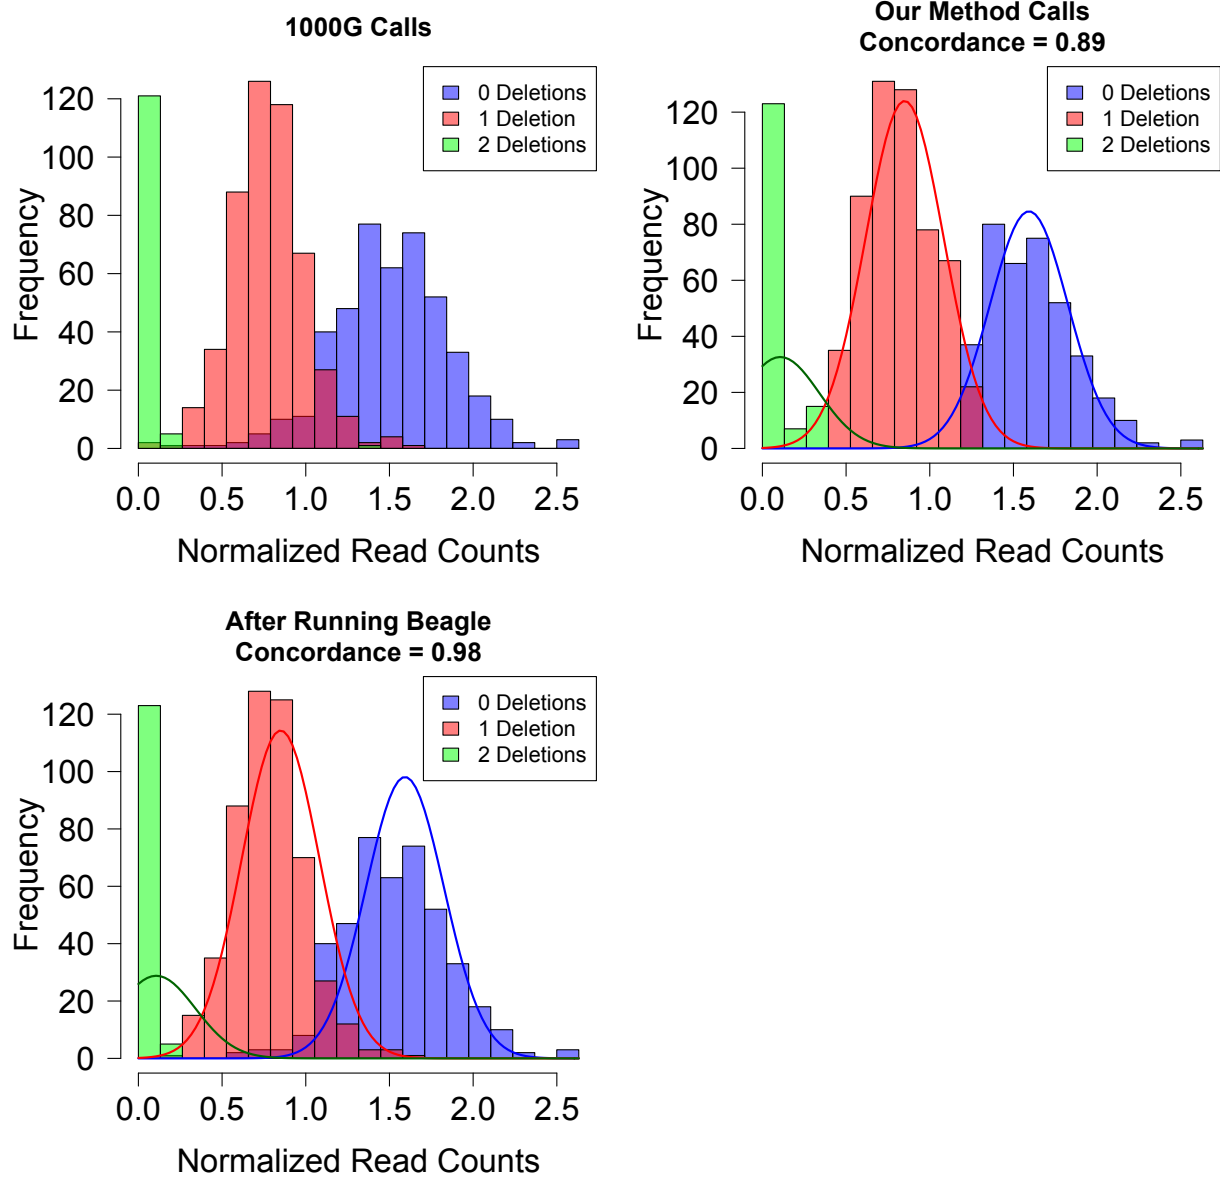 1000G Calls
0 Deletions
1 Deletion
2 Deletions
Frequency
0
20
40
60
80
100
120
0.0 0.5 1.0 1.5 2.0 2.5
Normalized Read Counts
Our Method Calls
Concordance = 0.89
0 Deletions
1 Deletion
2 Deletions
Frequency
0
20
40
60
80
100
120
0.0 0.5 1.0 1.5 2.0 2.5
Normalized Read Counts
After Running Beagle
Concordance = 0.98
0 Deletions
1 Deletion
2 Deletions
Frequency
0
20
40
60
80
100
120
0.0 0.5 1.0 1.5 2.0 2.5
Normalized Read Counts